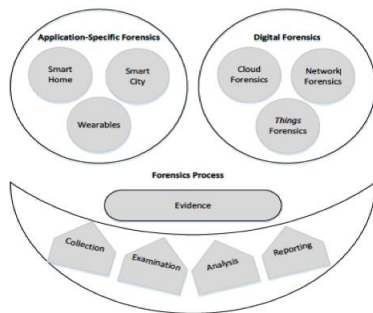 Application-Specific Forensics
Smart
Home
Smart
City
Wearables
Digital Forensics
Cloud
Forensics
Network
Forensics
Things
Forensics
Forensics Process
Evidence
Collection
Examination
Analysis
Reporting